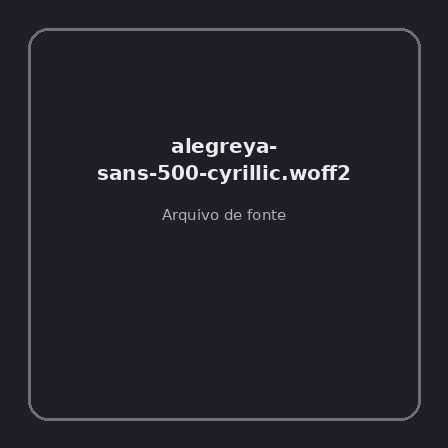 alegreya-
sans-500-cyrillic.woff2
Arquivo de fonte